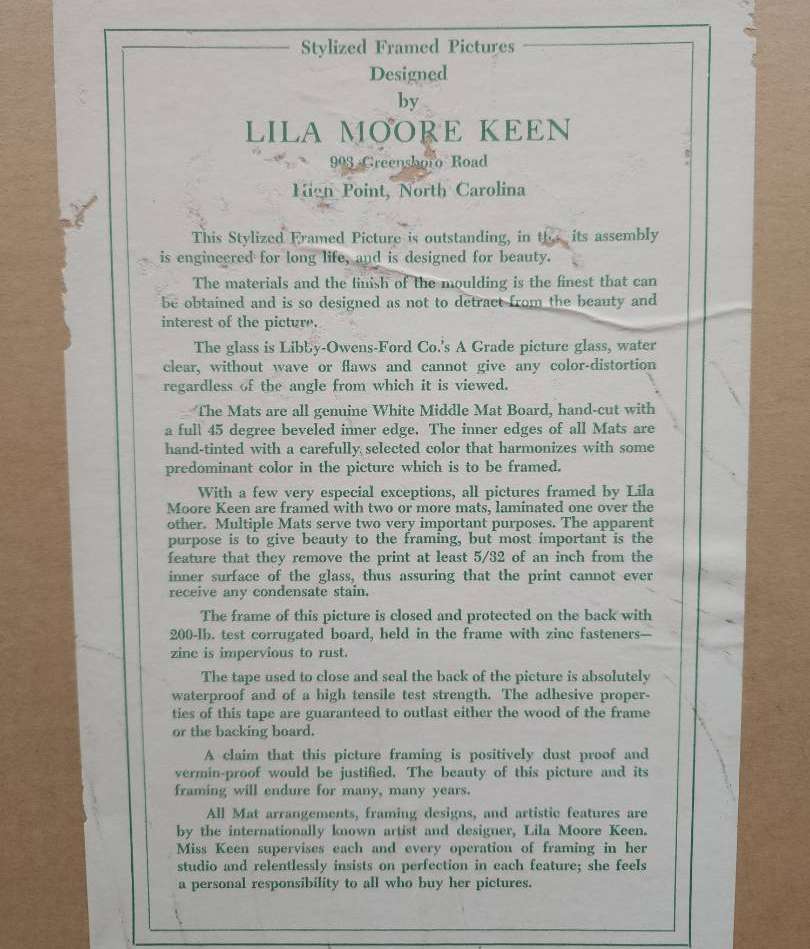 Stylized Framed Pictures
Designed
by
LILA MOORE KEEN
903 Greensboro Road
High Point, North Carolina
This Stylized Framed Picture is outstanding, in its assembly
is engineered for long life, and is designed for beauty.
The materials and the finish of the moulding is the finest that can
be obtained and is so designed as not to detract from the beauty and
interest of the picture.
The glass is Libby-Owens-Ford Co.'s A Grade picture glass, water
clear, without wave or flaws and cannot give any color-distortion
regardless of the angle from which it is viewed.
The Mats are all genuine White Middle Mat Board, hand-cut with
a full 45 degree beveled inner edge. The inner edges of all Mats are
hand-tinted with a carefully selected color that harmonizes with some
predominant color in the picture which is to be framed.
With a few very especial exceptions, all pictures framed by Lila
Moore Keen are framed with two or more mats, laminated one over the
other. Multiple Mats serve two very important purposes. The apparent
purpose is to give beauty to the framing, but most important is the
feature that they remove the print at least 5/32 of an inch from the
inner surface of the glass, thus assuring that the print cannot ever
receive any condensate stain.
The frame of this picture is closed and protected on the back with
200-lb. test corrugated board, held in the frame with zinc fasteners—
zinc is impervious to rust.
The tape used to close and seal the back of the picture is absolutely
waterproof and of a high tensile test strength. The adhesive proper-
ties of this tape are guaranteed to outlast either the wood of the frame
or the backing board.
A claim that this picture framing is positively dust proof and
vermin-proof would be justified. The beauty of this picture and its
framing will endure for many, many years.
All Mat arrangements, framing designs, and artistic features are
by the internationally known artist and designer, Lila Moore Keen.
Miss Keen supervises each and every operation of framing in her
studio and relentlessly insists on perfection in each feature; she feels
a personal responsibility to all who buy her pictures.